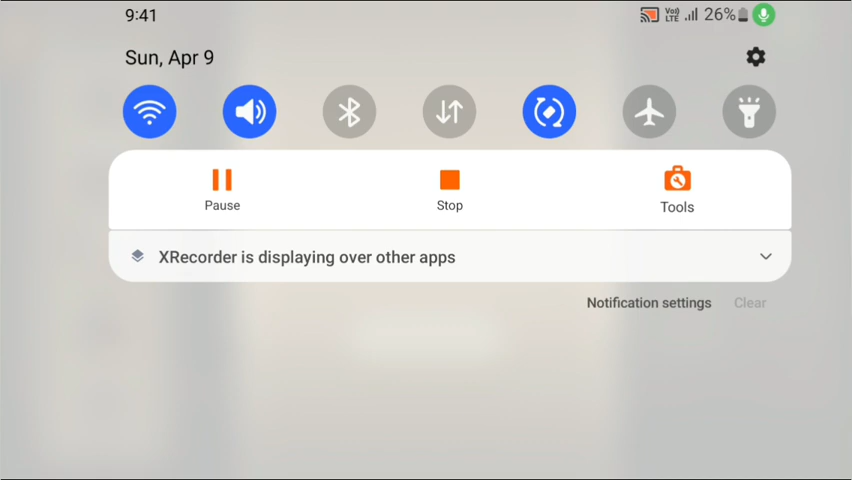 9:41
Vo)) LTE 26%
Sun, Apr 9
Pause
Stop
Tools
XRecorder is displaying over other apps
Notification settings Clear